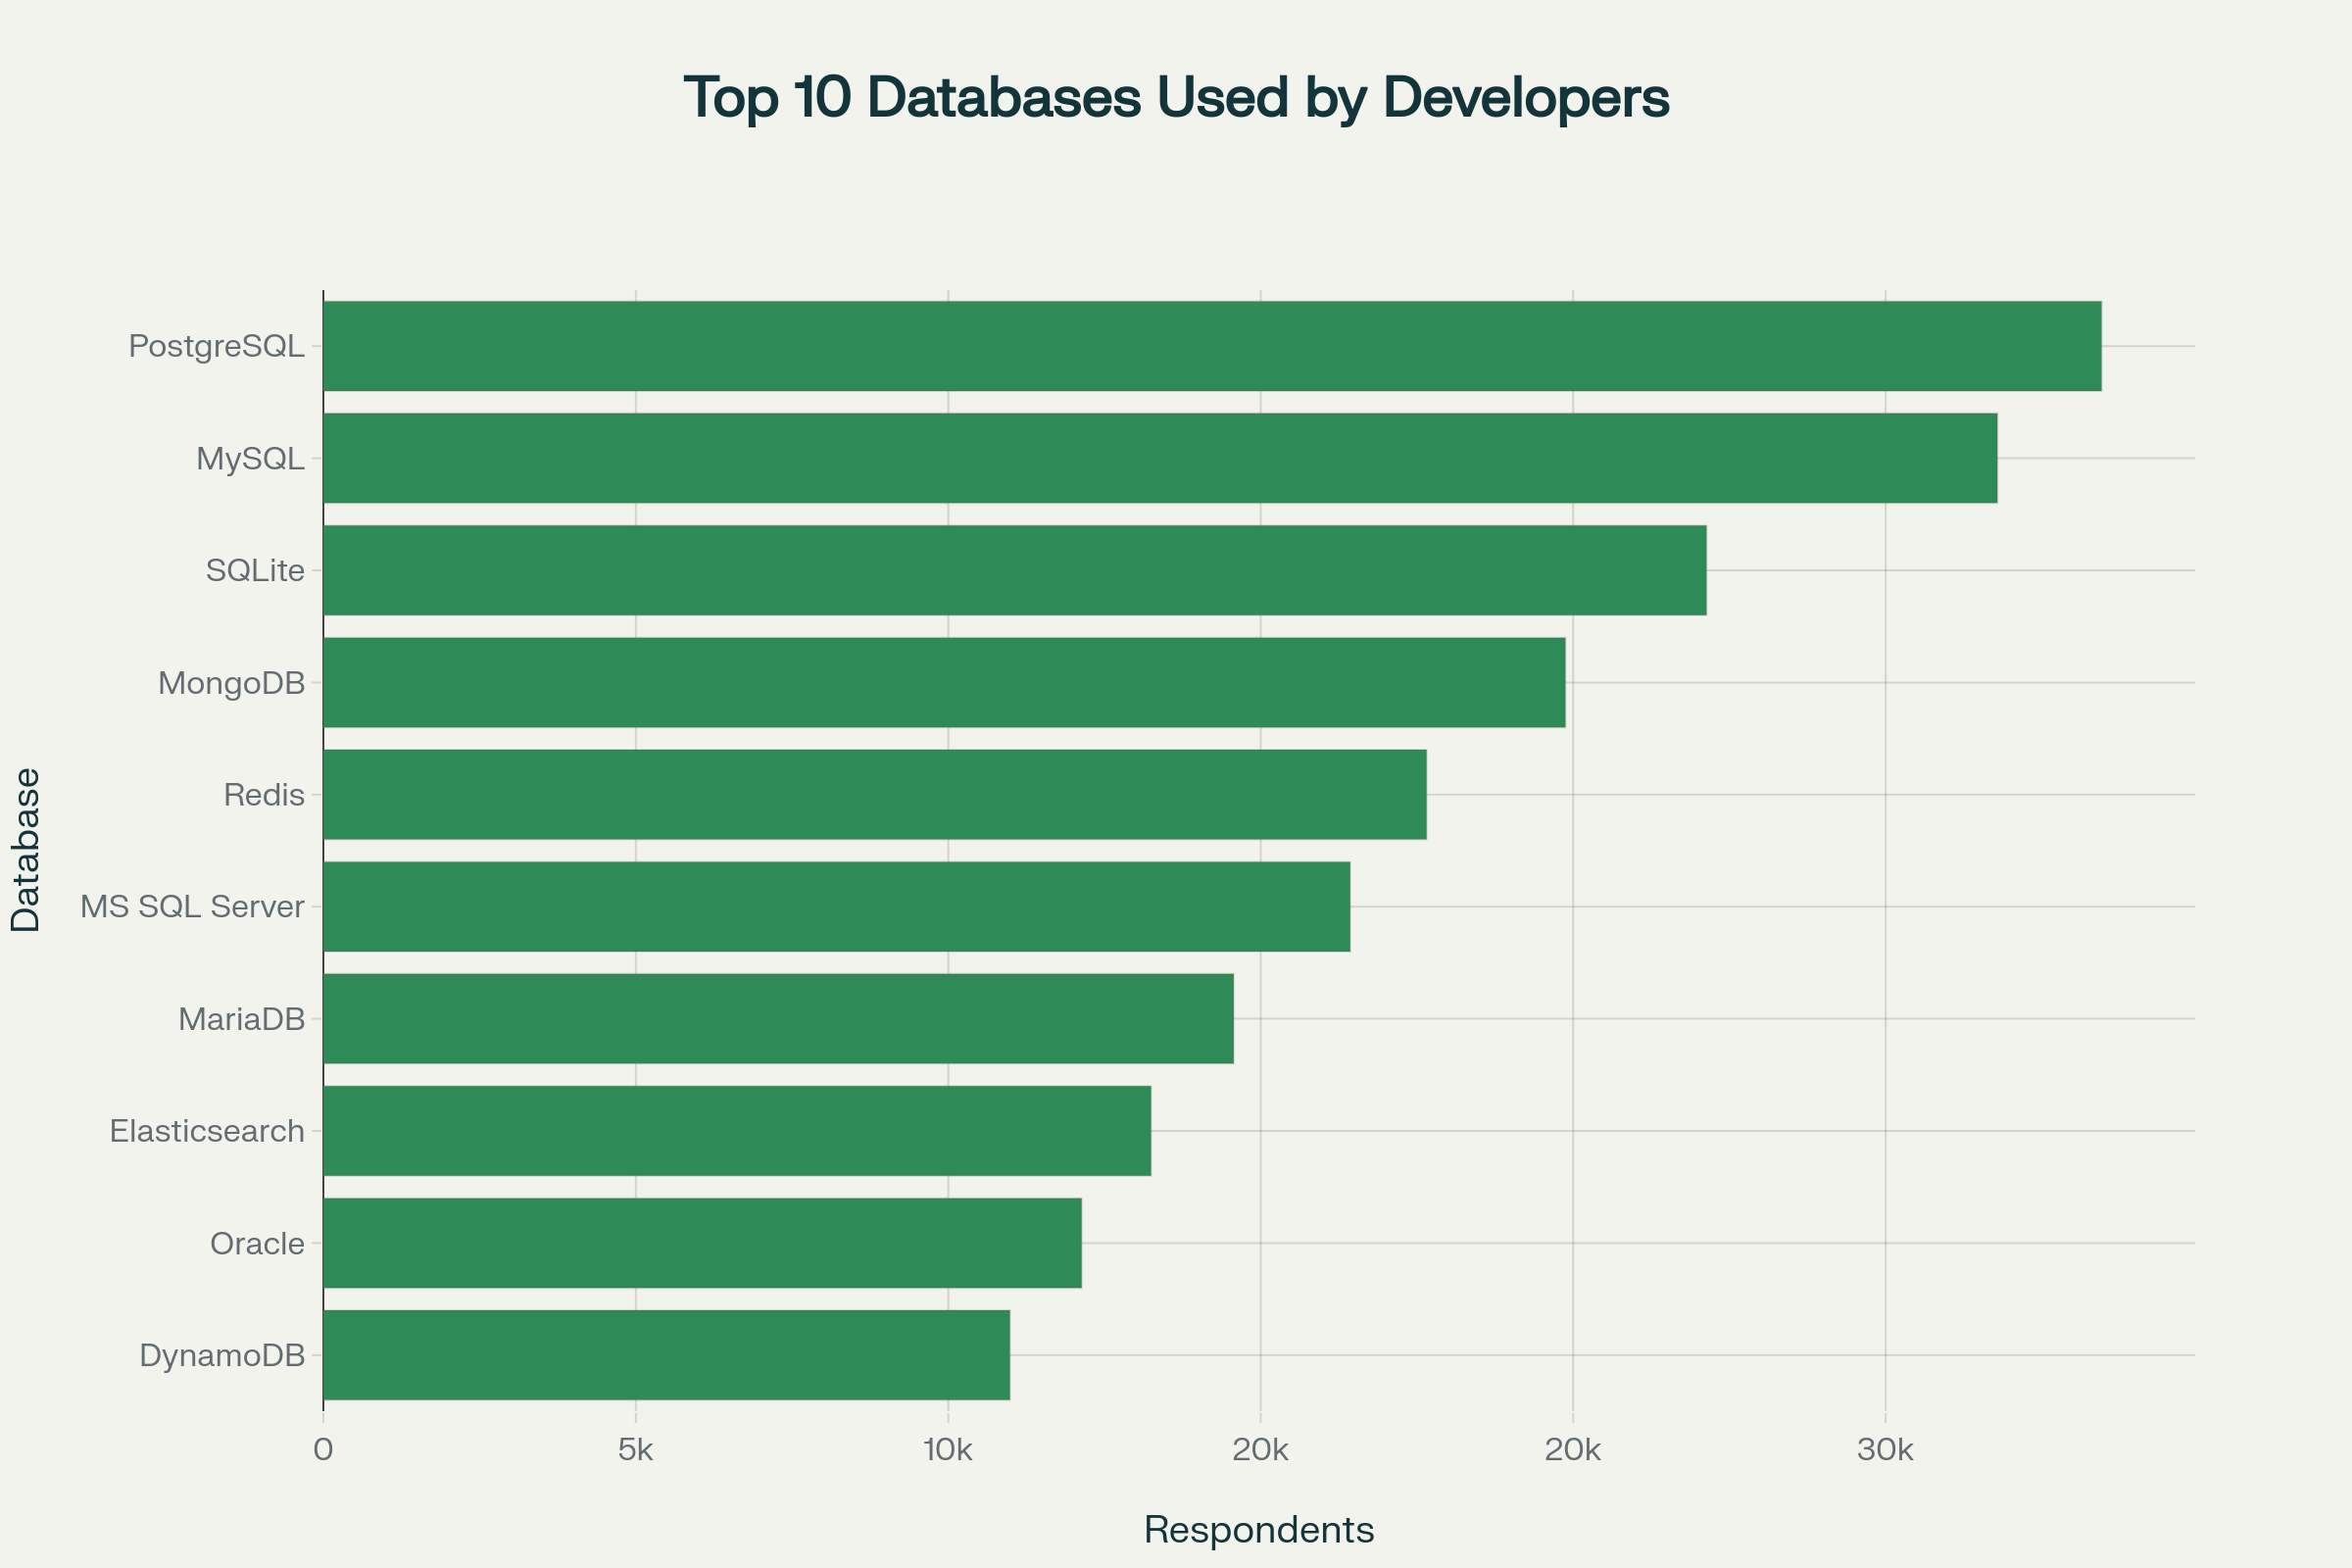 Top 10 Databases Used by Developers
PostgreSQL
MySQL
SQLite
MongoDB
Redis
MS SQL Server
MariaDB
Elasticsearch
Oracle
DynamoDB
Database
0 5k 10k 20k 20k 30k
Respondents